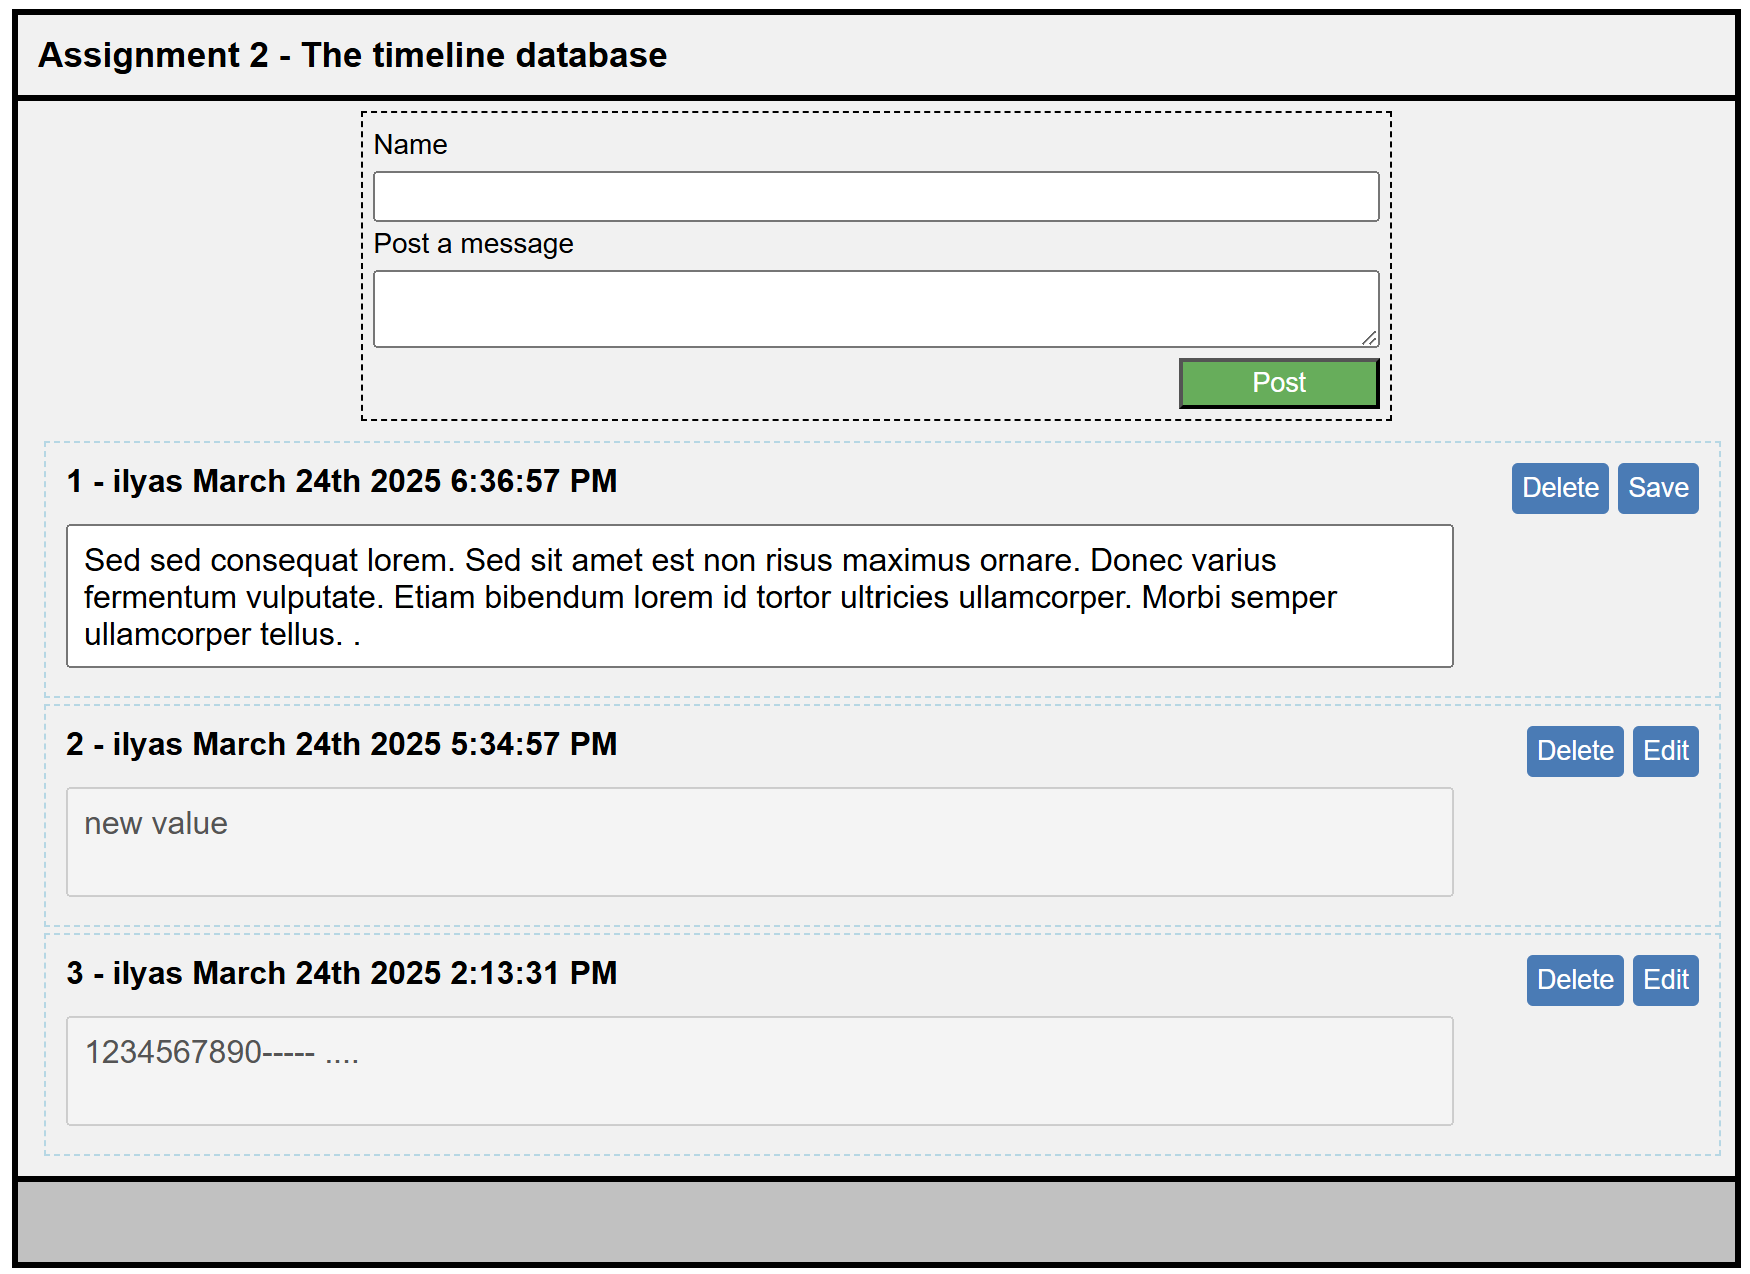 Assignment 2 - The timeline database
Name
Post a message
Post
1 - ilyas March 24th 2025 6:36:57 PM
Delete Save
Sed sed consequat lorem. Sed sit amet est non risus maximus ornare. Donec varius
fermentum vulputate. Etiam bibendum lorem id tortor ultricies ullamcorper. Morbi semper
ullamcorper tellus. .
2 - ilyas March 24th 2025 5:34:57 PM
Delete Edit
new value
3 - ilyas March 24th 2025 2:13:31 PM
Delete Edit
1234567890----- ....